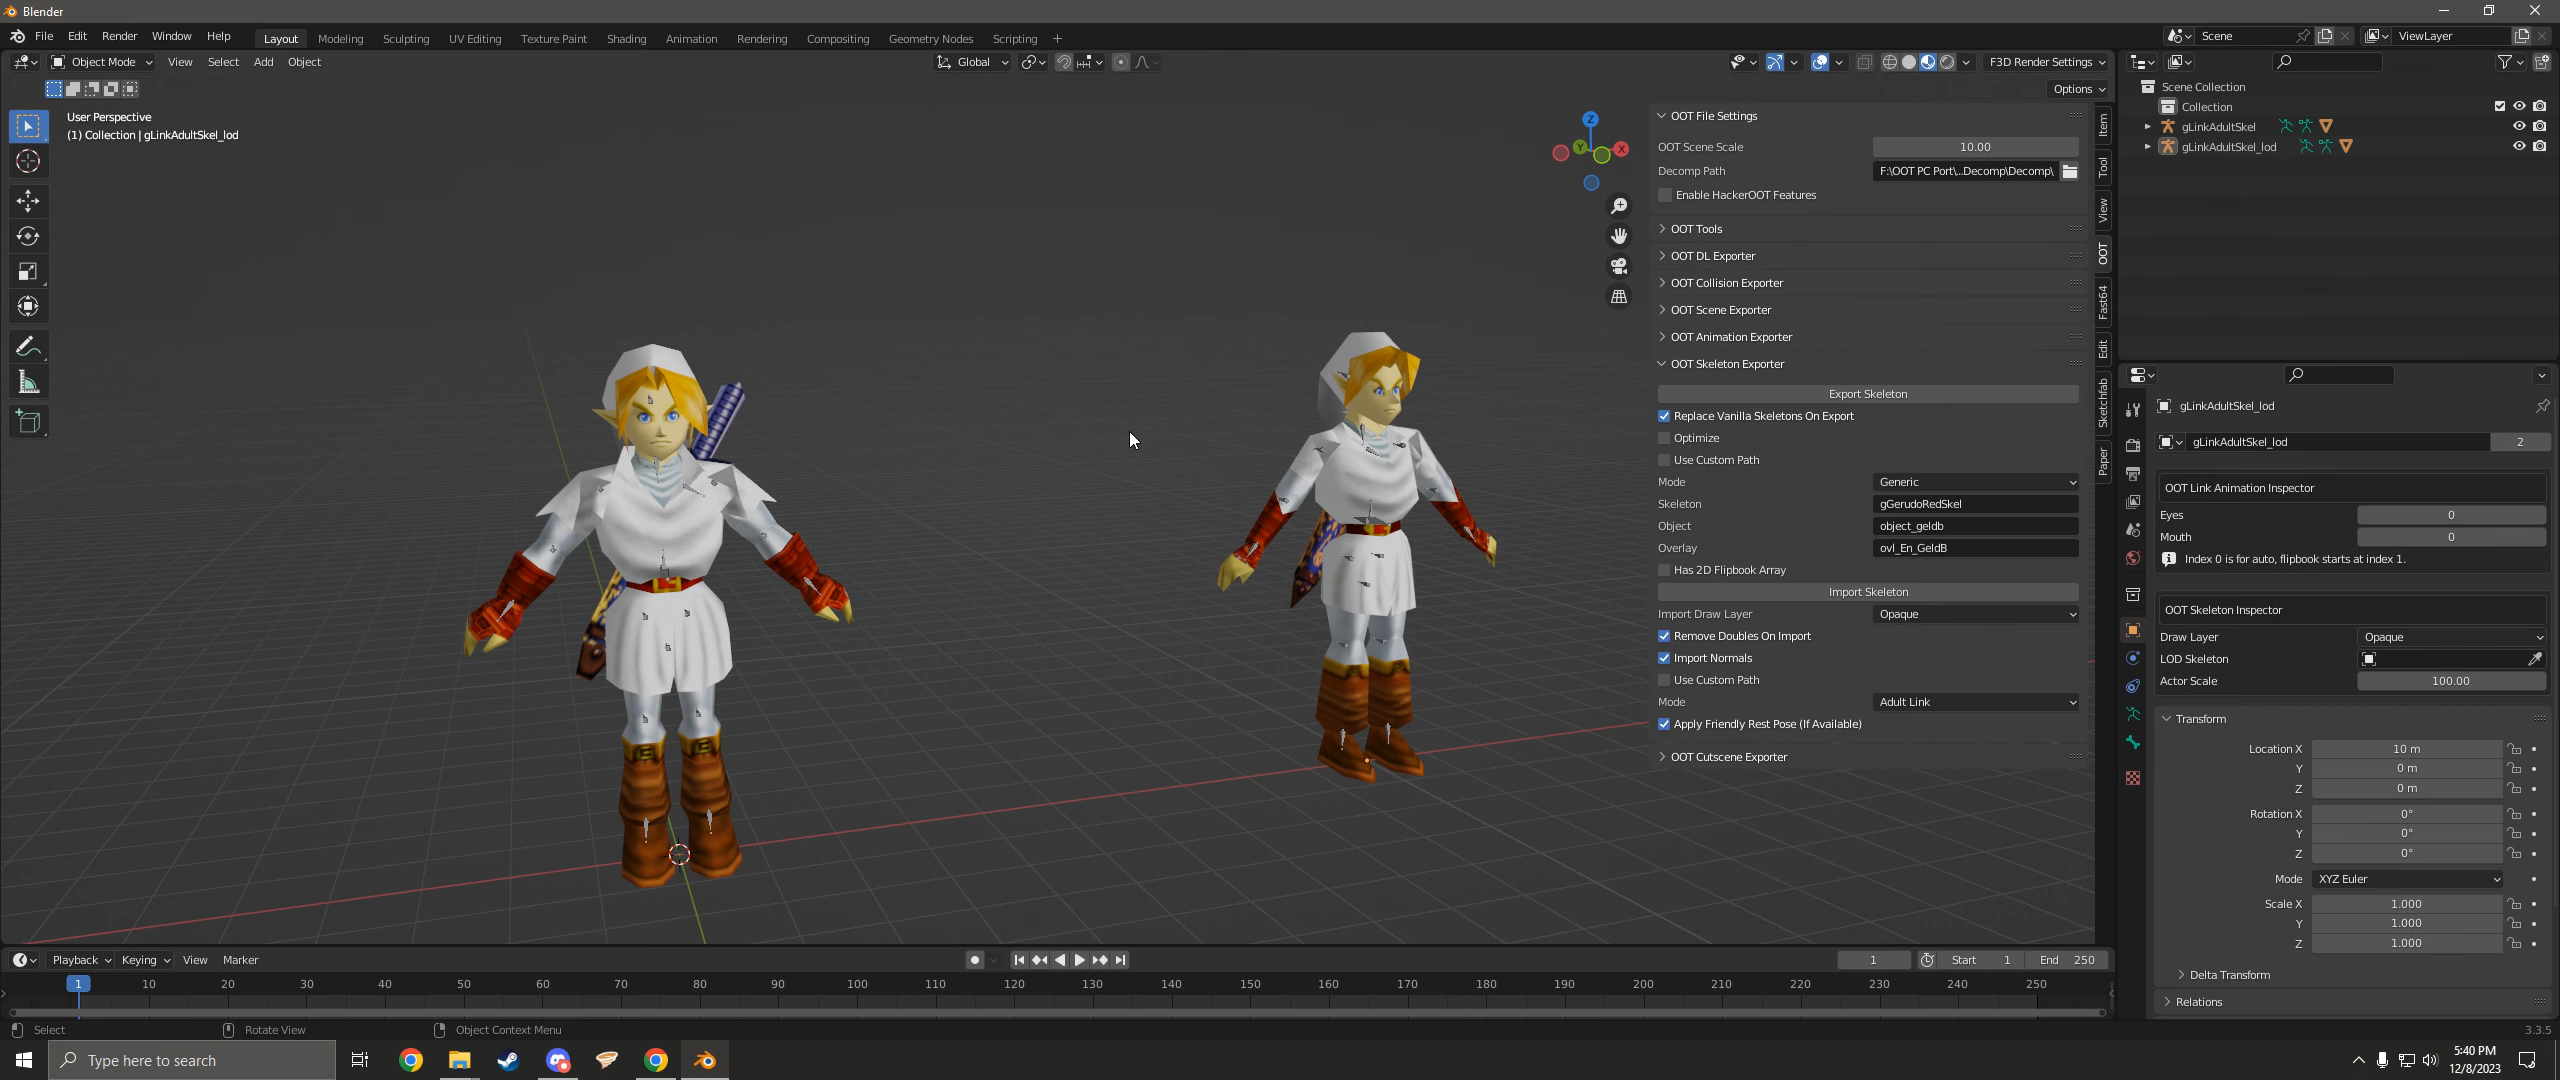 Blender
File Edit Render Window Help Layout Modeling Sculpting UV Editing Texture Paint Shading Animation Rendering Compositing Geometry Nodes Scripting + Scene ViewLayer
Object Mode View Select Add Object Global F3D Render Settings
Options
User Perspective
(1) Collection | gLinkAdultSkel_lod
Z
Y
X
OOT File Settings
OOT Scene Scale 10.00
Decomp Path F:\OOT PC Port\...Decomp\Decomp\
Enable HackerOOT Features
OOT Tools
OOT DL Exporter
OOT Collision Exporter
OOT Scene Exporter
OOT Animation Exporter
OOT Skeleton Exporter
Export Skeleton
Replace Vanilla Skeletons On Export
Optimize
Use Custom Path
Mode Generic
Skeleton gGerudoRedSkel
Object object_geldb
Overlay ovl_En_GeldB
Has 2D Flipbook Array
Import Skeleton
Import Draw Layer Opaque
Remove Doubles On Import
Import Normals
Use Custom Path
Mode Adult Link
Apply Friendly Rest Pose (If Available)
OOT Cutscene Exporter
Item
Tool
View
OOT
Fast64
Edit
Sketchfab
Paper
Scene Collection
Collection
gLinkAdultSkel
gLinkAdultSkel_lod
gLinkAdultSkel_lod
gLinkAdultSkel_lod 2
OOT Link Animation Inspector
Eyes 0
Mouth 0
Index 0 is for auto, flipbook starts at index 1.
OOT Skeleton Inspector
Draw Layer Opaque
LOD Skeleton
Actor Scale 100.00
Transform
Location X 10 m
Y 0 m
Z 0 m
Rotation X 0°
Y 0°
Z 0°
Mode XYZ Euler
Scale X 1.000
Y 1.000
Z 1.000
Delta Transform
Relations
Playback Keying View Marker 1 Start 1 End 250
1 10 20 30 40 50 60 70 80 90 100 110 120 130 140 150 160 170 180 190 200 210 220 230 240 250
Select Rotate View Object Context Menu 3.3.5
Type here to search
5:40 PM
12/8/2023